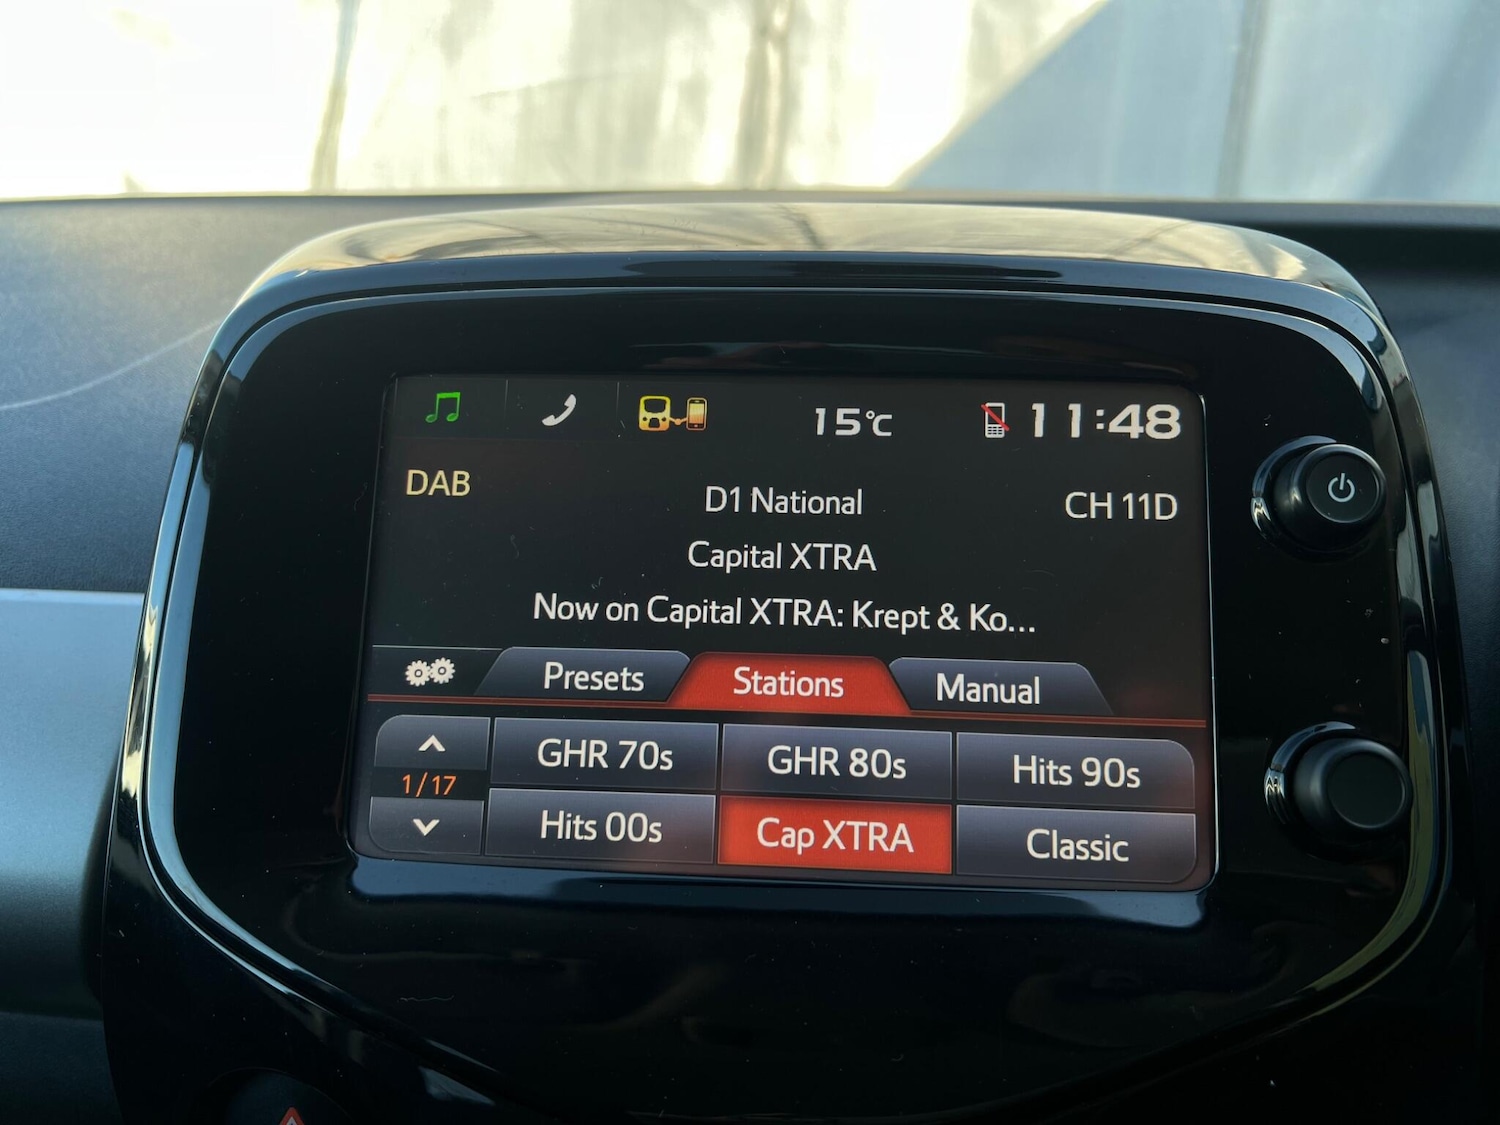 15℃ 11:48
DAB
D1 National
CH 11D
Capital XTRA
Now on Capital XTRA: Krept & Ko...
Presets Stations Manual
1/17
GHR 70s GHR 80s Hits 90s
Hits 00s Cap XTRA Classic